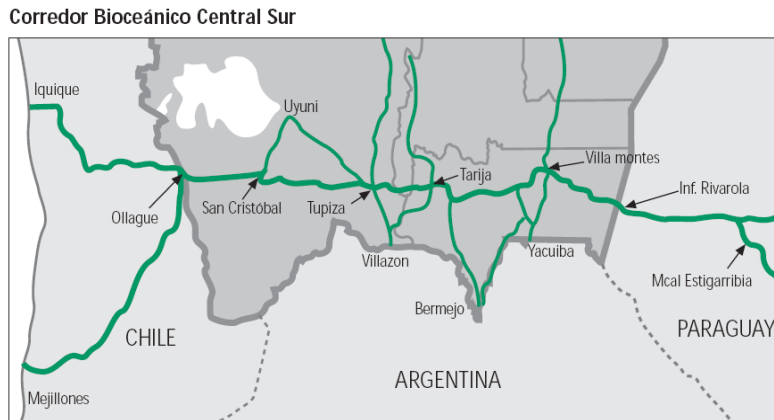 Corredor Bioceánico Central Sur
Iquique
Uyuni
Villa montes
Tarija
Inf. Rivarola
Ollague
San Cristóbal
Tupiza
Villazon
Yacuiba
Mcal Estigarribia
Bermejo
CHILE
PARAGUAY
ARGENTINA
Mejillones